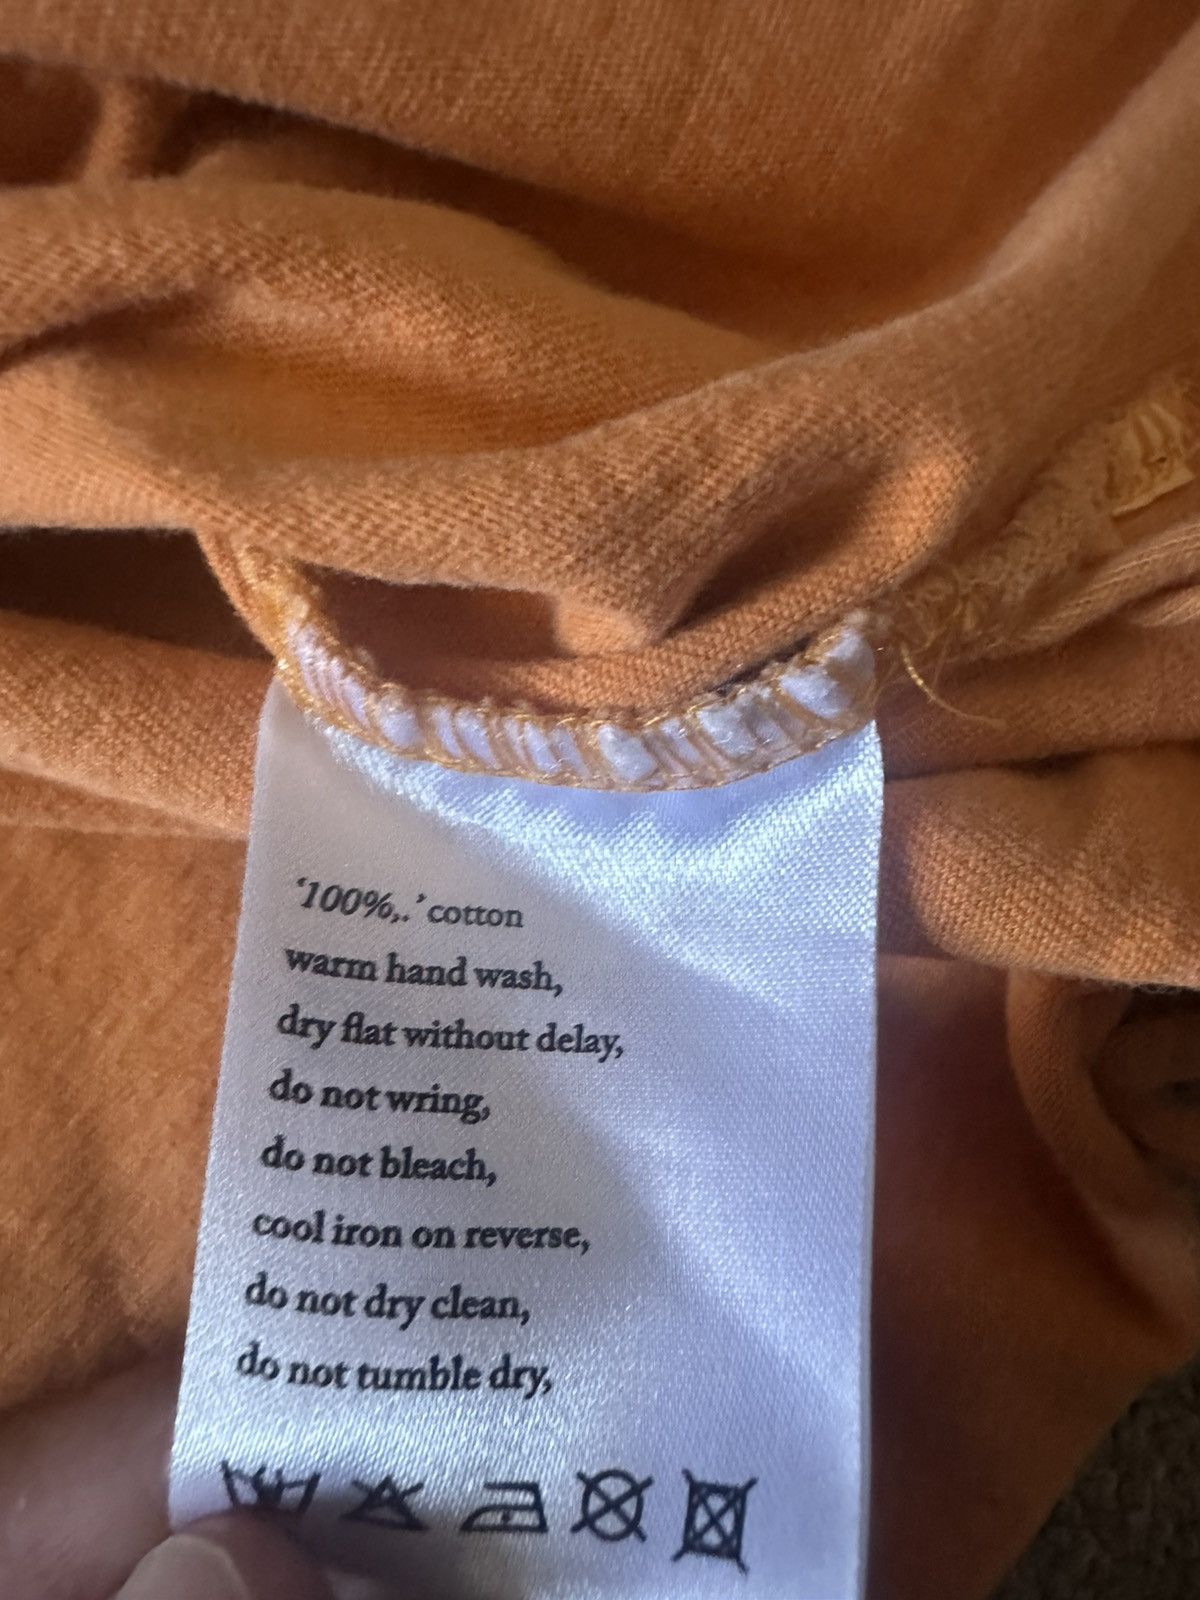 ‘100%,.’ cotton
warm hand wash,
dry flat without delay,
do not wring,
do not bleach,
cool iron on reverse,
do not dry clean,
do not tumble dry,